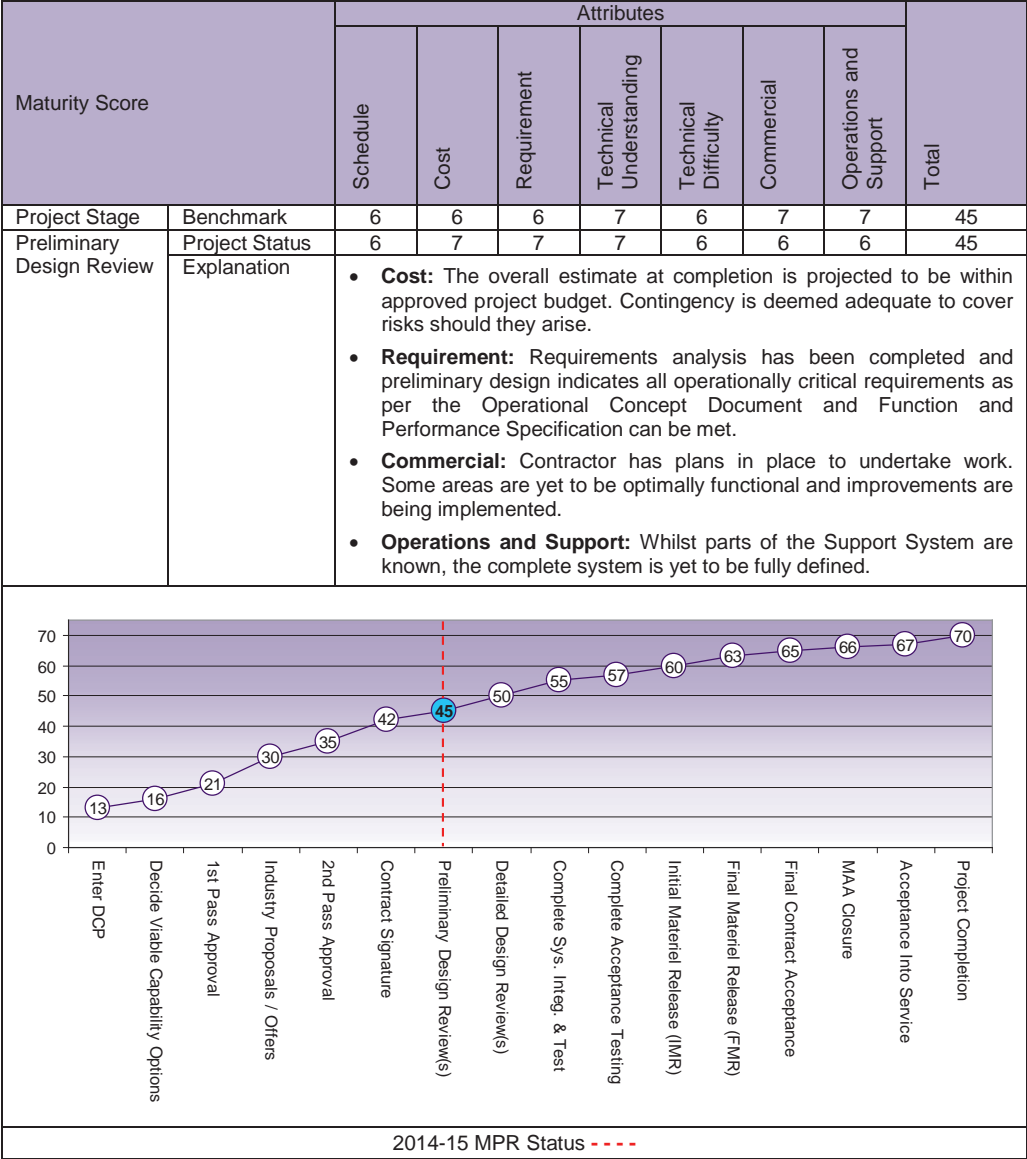 Maturity Score
Attributes
Schedule
Cost
Requirement
Technical
Understanding
Technical
Difficulty
Commercial
Operations and
Support
Total
Project Stage Benchmark 6 6 6 7 6 7 7 45
Preliminary
Design Review
Project Status 6 7 7 7 6 6 6 45
Explanation
• Cost: The overall estimate at completion is projected to be within
approved project budget. Contingency is deemed adequate to cover
risks should they arise.
• Requirement: Requirements analysis has been completed and
preliminary design indicates all operationally critical requirements as
per the Operational Concept Document and Function and
Performance Specification can be met.
• Commercial: Contractor has plans in place to undertake work.
Some areas are yet to be optimally functional and improvements are
being implemented.
• Operations and Support: Whilst parts of the Support System are
known, the complete system is yet to be fully defined.
70
60
50
40
30
20
10
0
13
16
21
30
35
42
45
50
55
57
60
63
65
66
67
70
Enter DCP
Decide Viable Capability Options
1st Pass Approval
Industry Proposals / Offers
2nd Pass Approval
Contract Signature
Preliminary Design Review(s)
Detailed Design Review(s)
Complete Sys. Integ. & Test
Complete Acceptance Testing
Initial Materiel Release (IMR)
Final Materiel Release (FMR)
Final Contract Acceptance
MAA Closure
Acceptance Into Service
Project Completion
2014-15 MPR Status - - - -